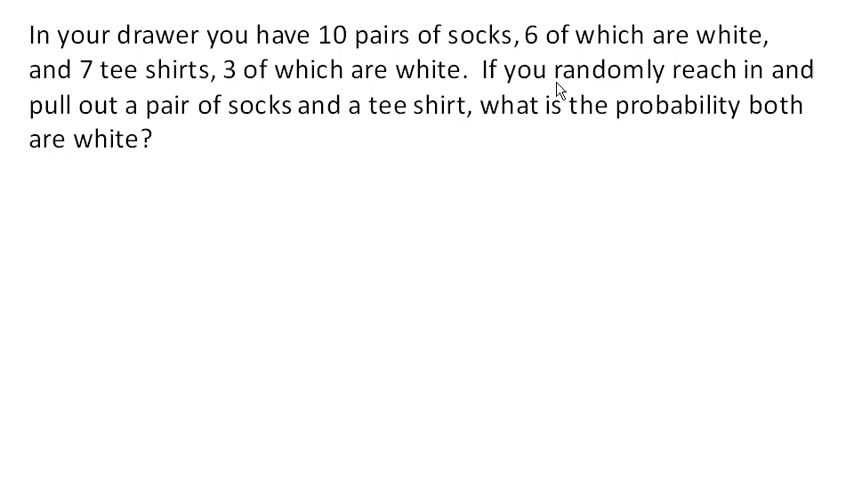 In your drawer you have 10 pairs of socks, 6 of which are white,
and 7 tee shirts, 3 of which are white.  If you randomly reach in and
pull out a pair of socks and a tee shirt, what is the probability both
are white?